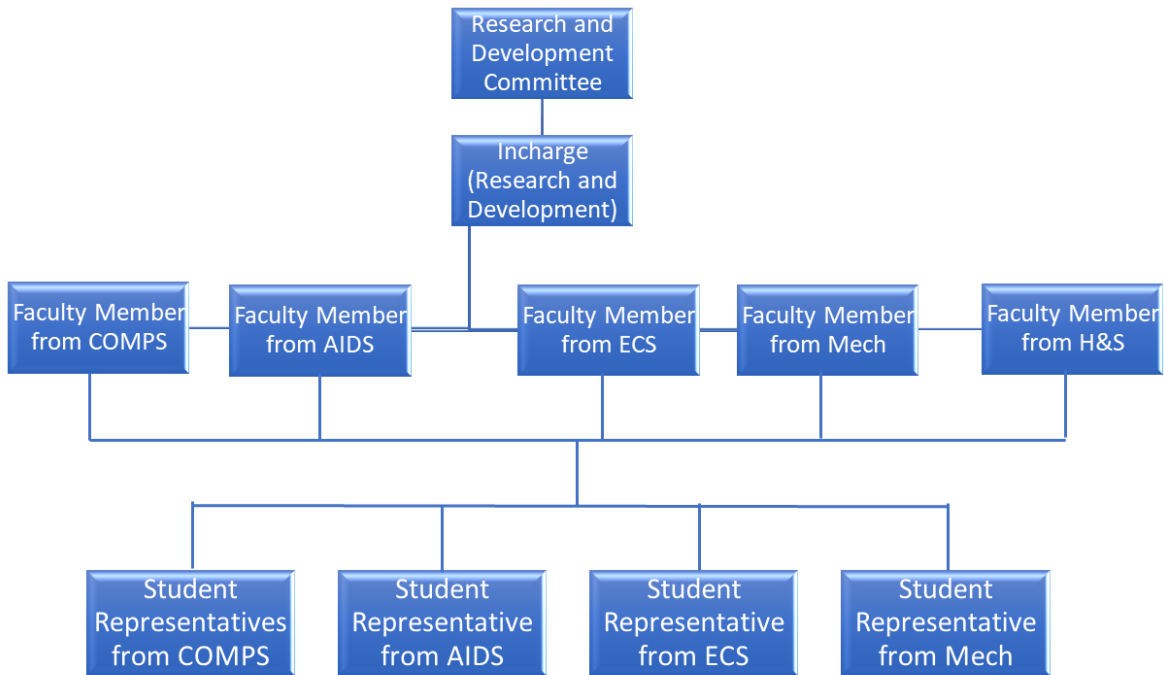 Research and
Development
Committee
Incharge
(Research and
Development)
Faculty Member
from COMPS
Faculty Member
from AIDS
Faculty Member
from ECS
Faculty Member
from Mech
Faculty Member
from H&S
Student
Representatives
from COMPS
Student
Representative
from AIDS
Student
Representative
from ECS
Student
Representative
from Mech